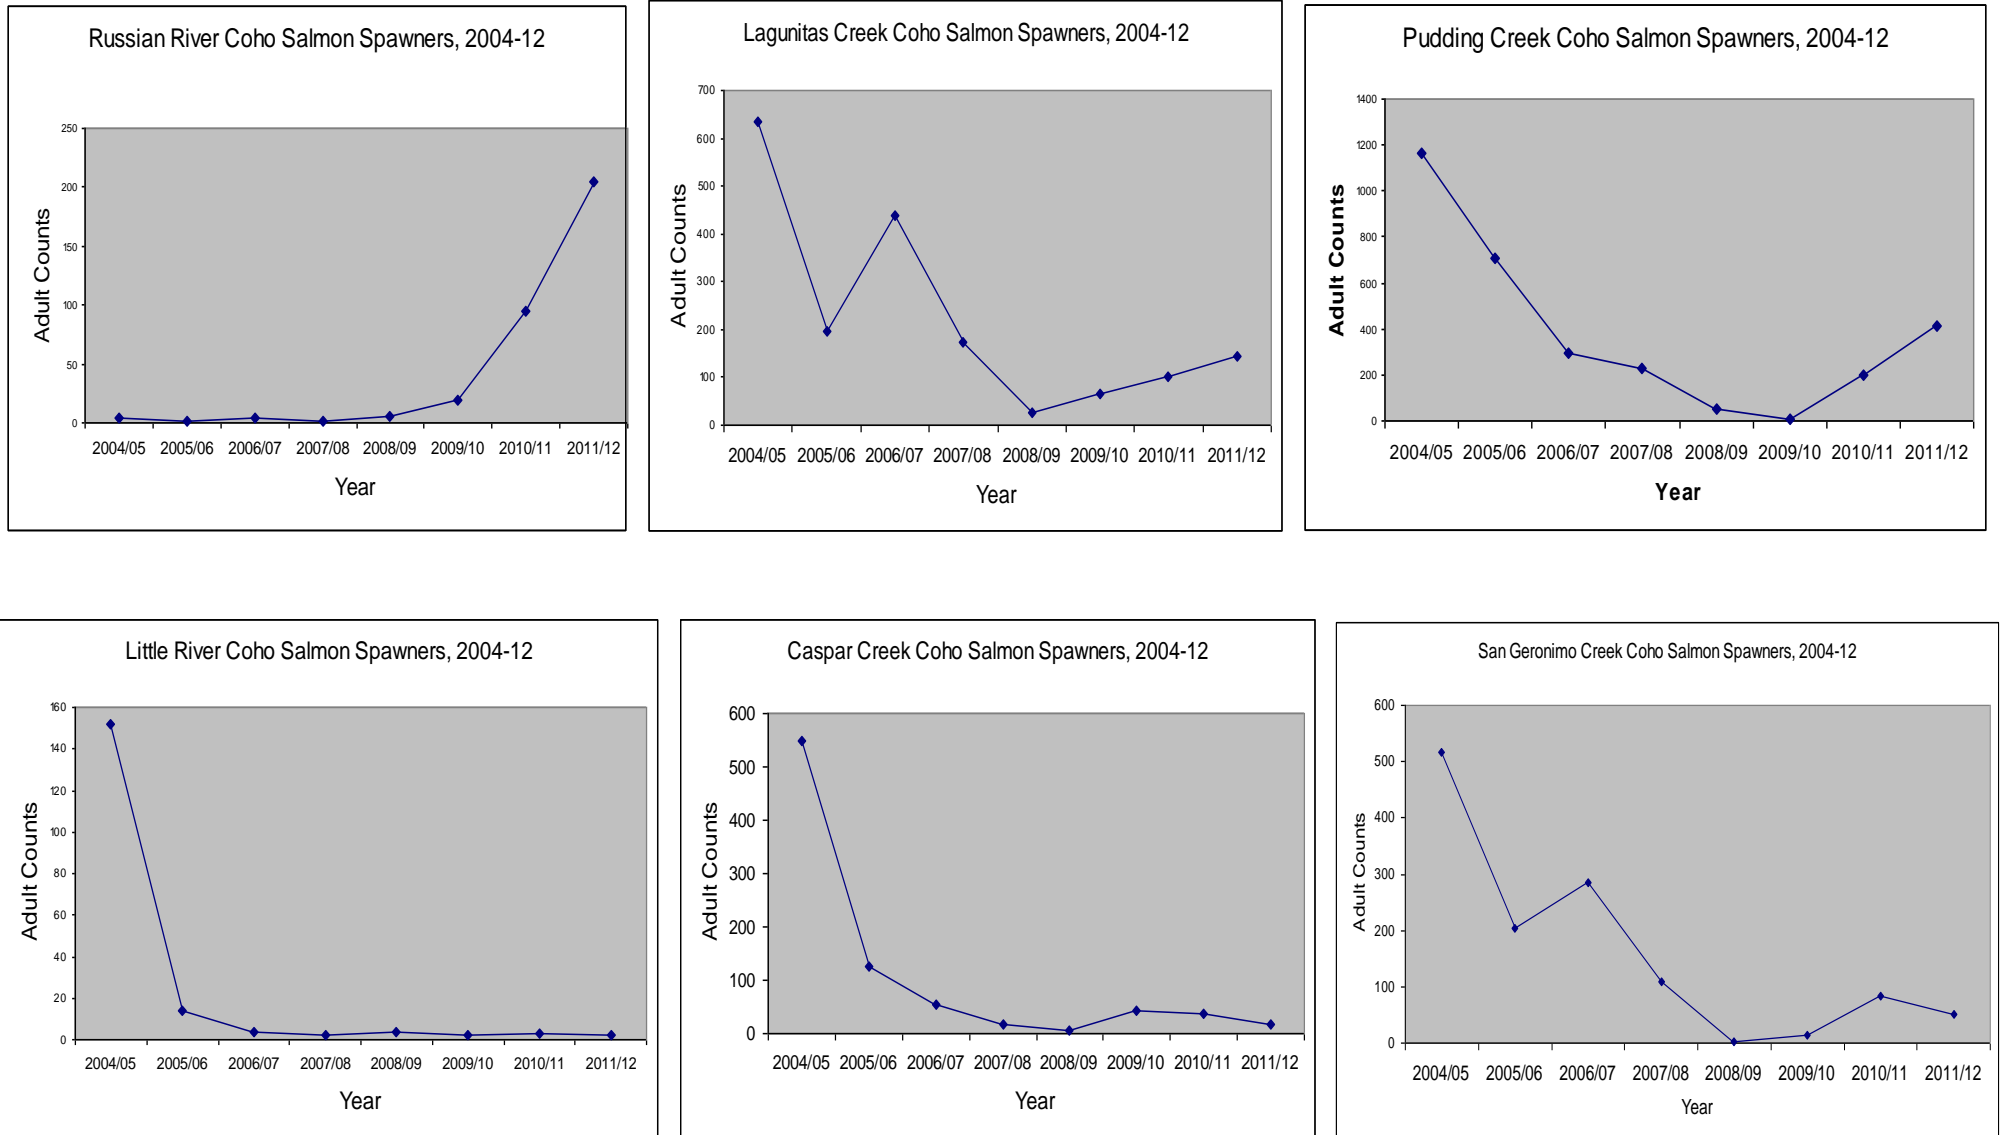 Russian River Coho Salmon Spawners, 2004-12
250
200
150
100
50
0
Adult Counts
2004/05 2005/06 2006/07 2007/08 2008/09 2009/10 2010/11 2011/12
Year
Lagunitas Creek Coho Salmon Spawners, 2004-12
700
600
500
400
300
200
100
0
Adult Counts
2004/05 2005/06 2006/07 2007/08 2008/09 2009/10 2010/11 2011/12
Year
Pudding Creek Coho Salmon Spawners, 2004-12
1400
1200
1000
800
600
400
200
0
Adult Counts
2004/05 2005/06 2006/07 2007/08 2008/09 2009/10 2010/11 2011/12
Year
Little River Coho Salmon Spawners, 2004-12
160
140
120
100
80
60
40
20
0
Adult Counts
2004/05 2005/06 2006/07 2007/08 2008/09 2009/10 2010/11 2011/12
Year
Caspar Creek Coho Salmon Spawners, 2004-12
600
500
400
300
200
100
0
Adult Counts
2004/05 2005/06 2006/07 2007/08 2008/09 2009/10 2010/11 2011/12
Year
San Geronimo Creek Coho Salmon Spawners, 2004-12
600
500
400
300
200
100
0
Adult Counts
2004/05 2005/06 2006/07 2007/08 2008/09 2009/10 2010/11 2011/12
Year